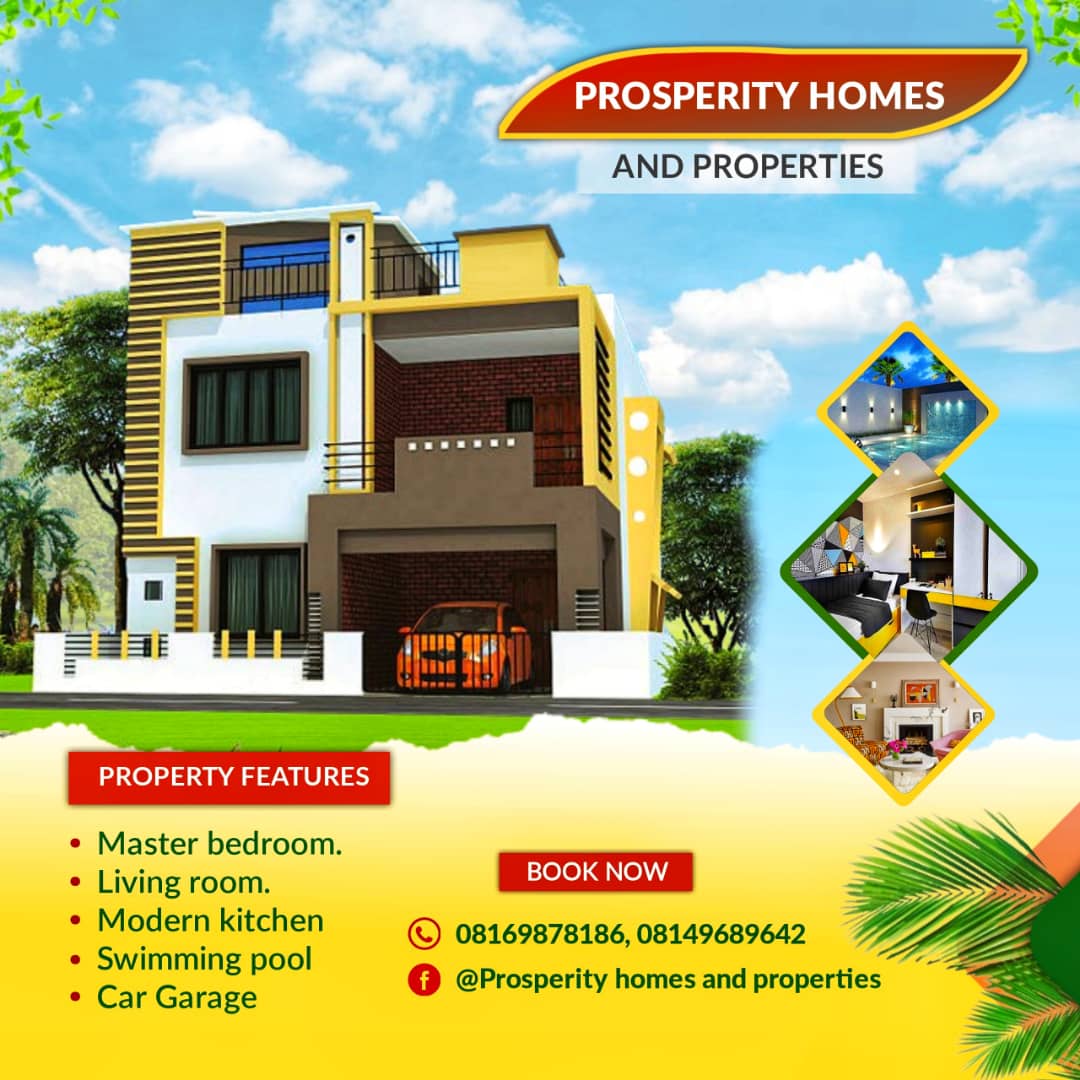 PROSPERITY HOMES
AND PROPERTIES
PROPERTY FEATURES
• Master bedroom.
• Living room.
• Modern kitchen
• Swimming pool
• Car Garage
BOOK NOW
08169878186, 08149689642
@Prosperity homes and properties